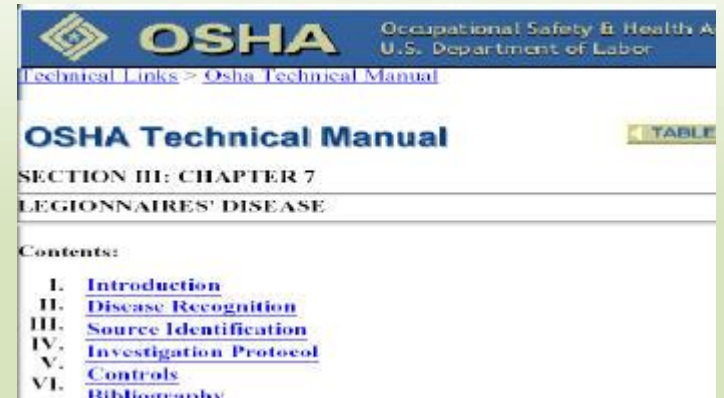 OSHA
Occupational Safety & Health A
U.S. Department of Labor
Technical Links > Osha Technical Manual
OSHA Technical Manual
TABLE
SECTION III: CHAPTER 7
LEGIONNAIRES' DISEASE
Contents:
I. Introduction
II. Disease Recognition
III. Source Identification
IV. Investigation Protocol
V. Controls
VI. Bibliography